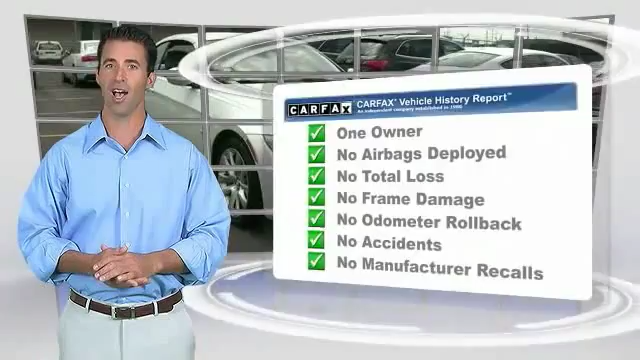 CARFAX CARFAX® Vehicle History Report™
An independent company established in 1986
One Owner
No Airbags Deployed
No Total Loss
No Frame Damage
No Odometer Rollback
No Accidents
No Manufacturer Recalls